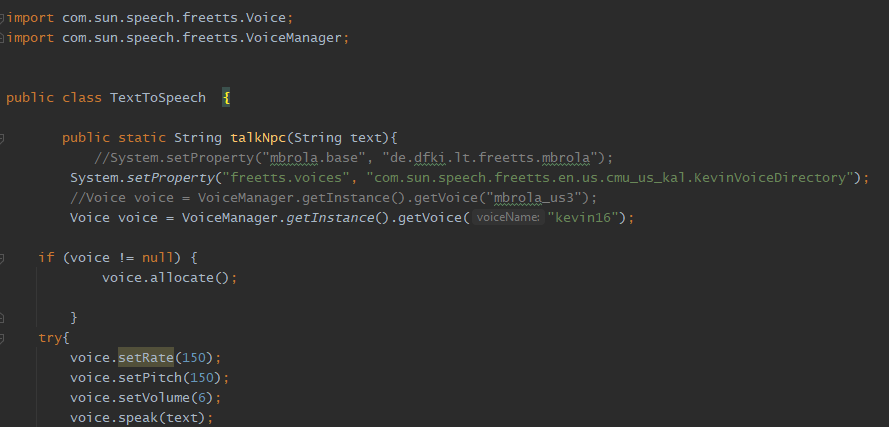 import com.sun.speech.freetts.Voice;
import com.sun.speech.freetts.VoiceManager;
public class TextToSpeech {
public static String talkNpc(String text){
//System.setProperty("mbrola.base", "de.dfki.lt.freetts.mbrola");
System.setProperty("freetts.voices", "com.sun.speech.freetts.en.us.cmu_us_kal.KevinVoiceDirectory");
//Voice voice = VoiceManager.getInstance().getVoice("mbrola_us3");
Voice voice = VoiceManager.getInstance().getVoice( voiceName: "kevin16");
if (voice != null) {
voice.allocate();
}
try{
voice.setRate(150);
voice.setPitch(150);
voice.setVolume(6);
voice.speak(text);